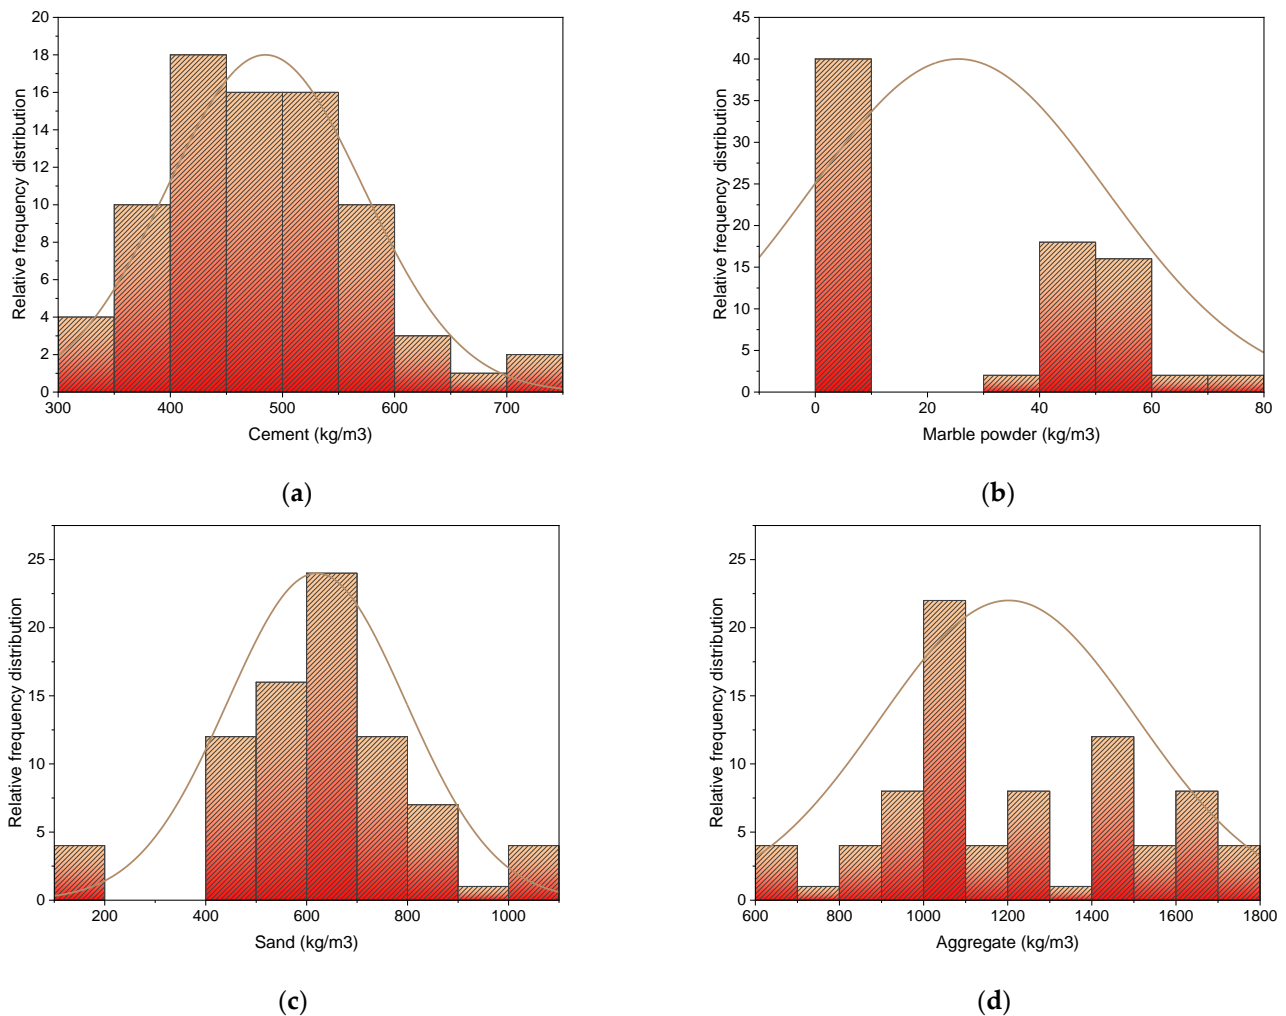 Relative frequency distribution
20
18
16
14
12
10
8
6
4
2
0
300 400 500 600 700
Cement (kg/m3)
(a)
Relative frequency distribution
45
40
35
30
25
20
15
10
5
0
0 20 40 60 80
Marble powder (kg/m3)
(b)
Relative frequency distribution
25
20
15
10
5
0
200 400 600 800 1000
Sand (kg/m3)
(c)
Relative frequency distribution
25
20
15
10
5
0
600 800 1000 1200 1400 1600 1800
Aggregate (kg/m3)
(d)